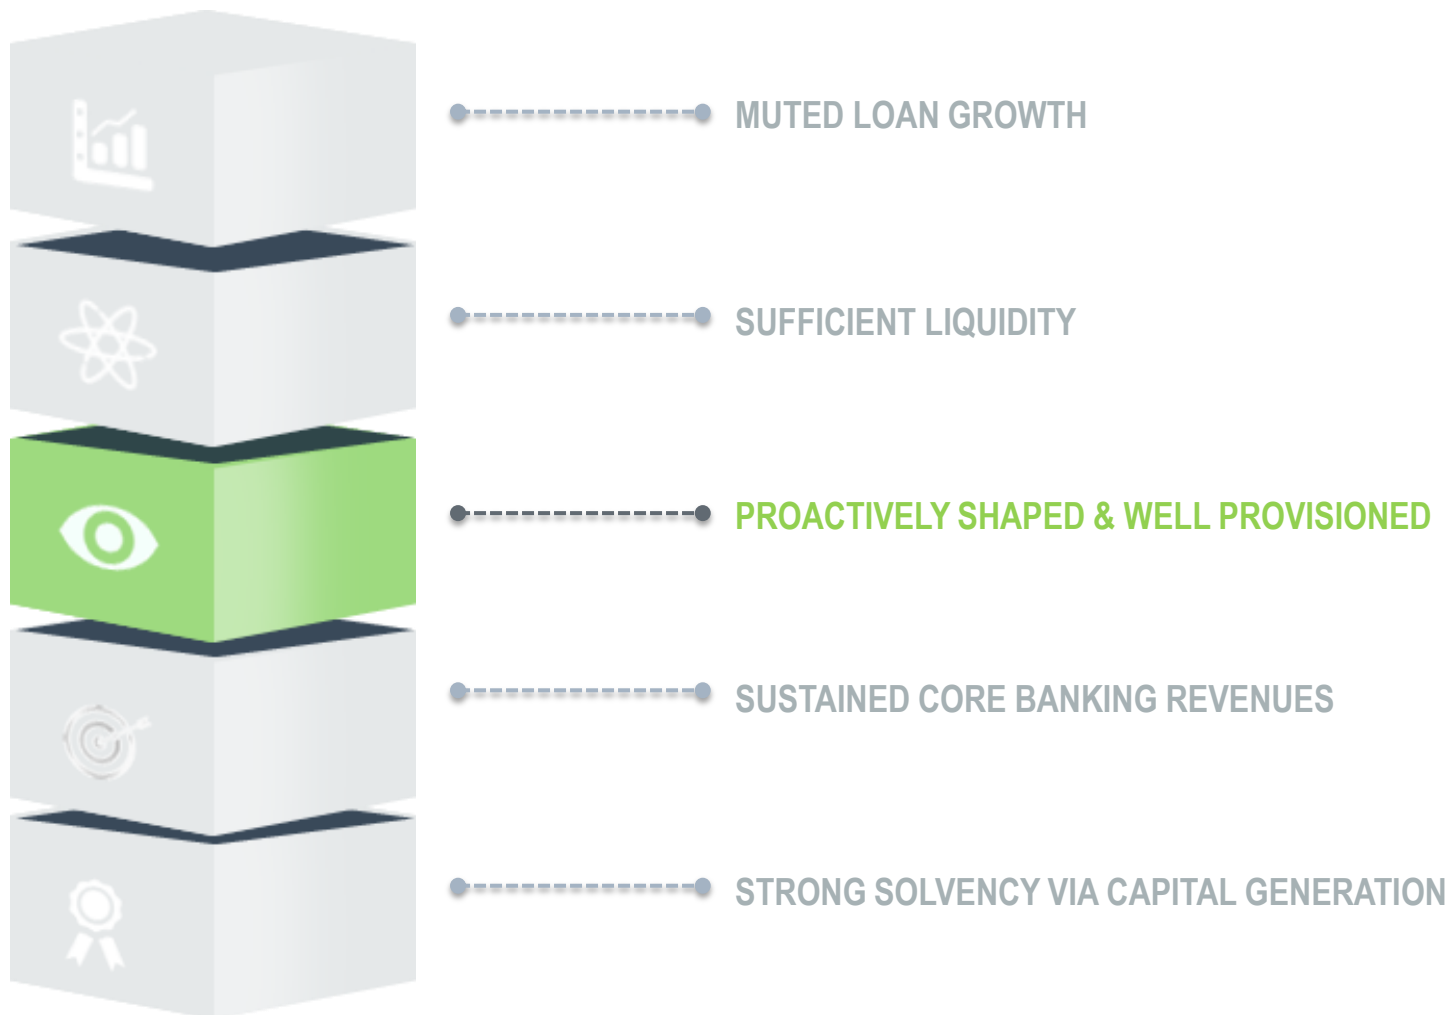 MUTED LOAN GROWTH
SUFFICIENT LIQUIDITY
PROACTIVELY SHAPED & WELL PROVISIONED
SUSTAINED CORE BANKING REVENUES
STRONG SOLVENCY VIA CAPITAL GENERATION